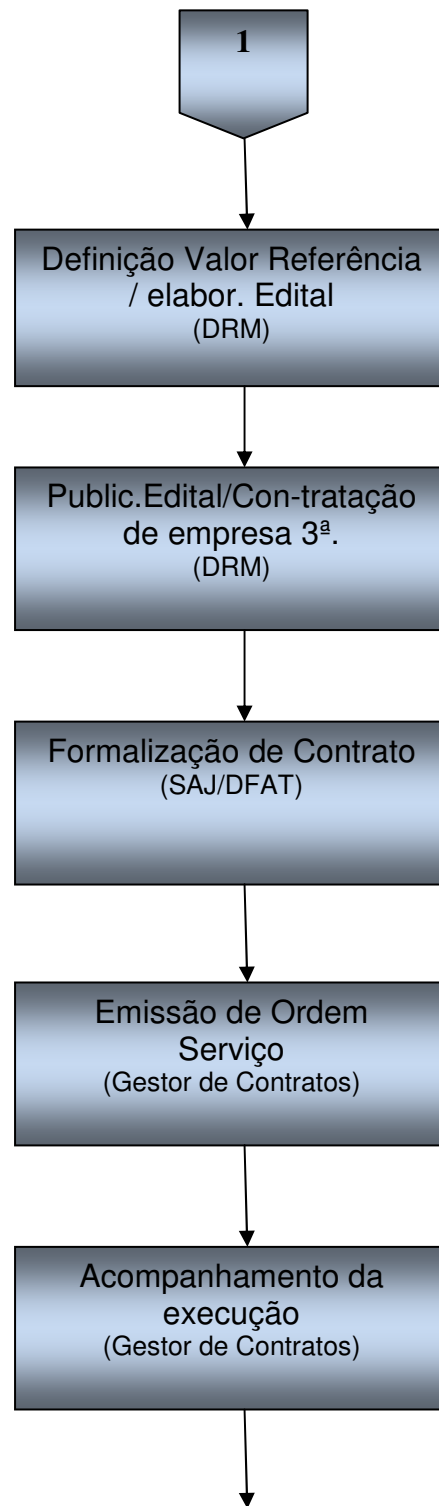 1
Definição Valor Referência
/ elabor. Edital
(DRM)
Public.Edital/Con-tratação
de empresa 3ª.
(DRM)
Formalização de Contrato
(SAJ/DFAT)
Emissão de Ordem
Serviço
(Gestor de Contratos)
Acompanhamento da
execução
(Gestor de Contratos)